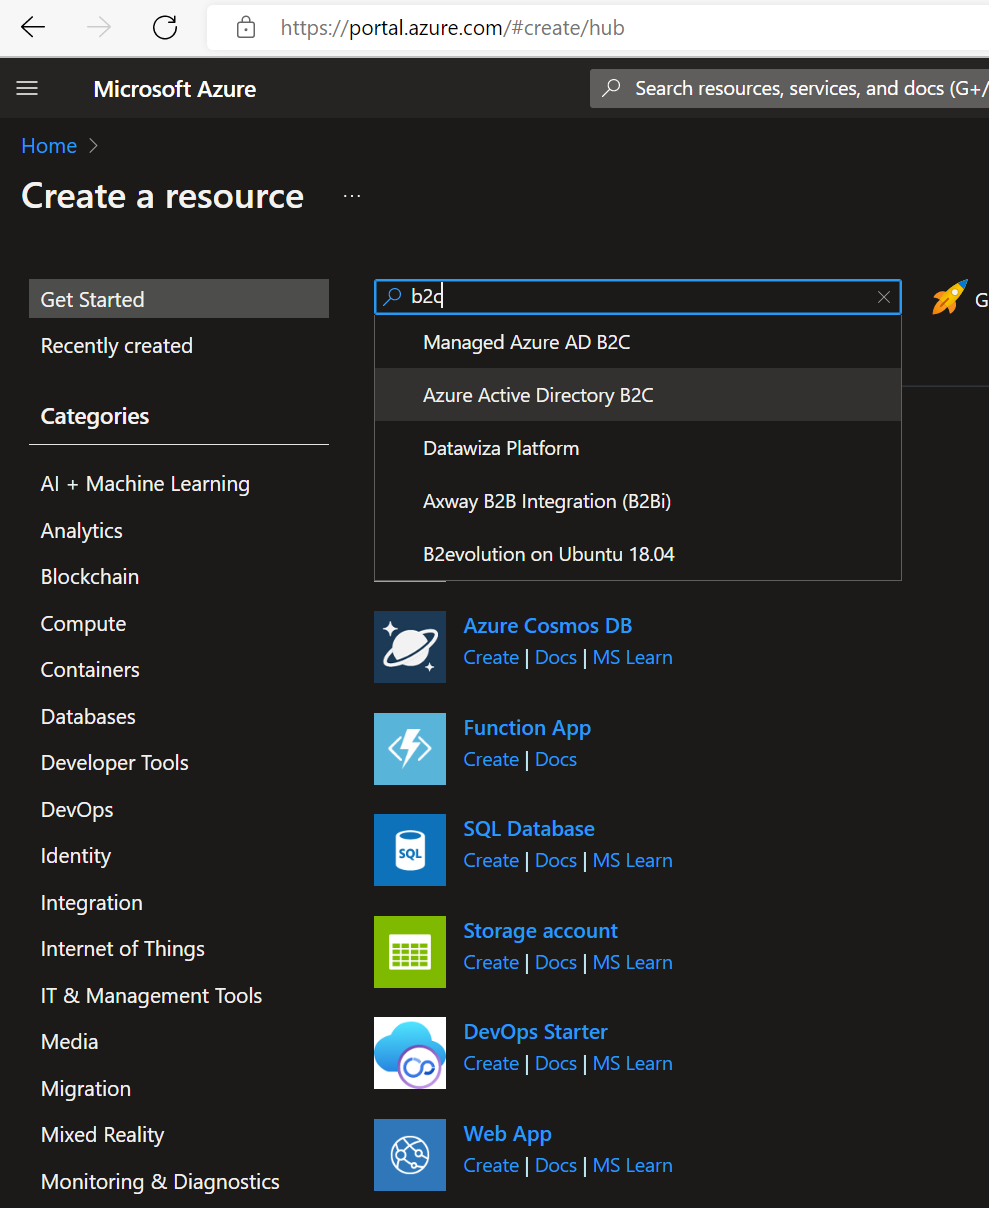 https://portal.azure.com/#create/hub
Microsoft Azure
Search resources, services, and docs (G+/
Home
Create a resource
...
Get Started
Recently created
Categories
AI + Machine Learning
Analytics
Blockchain
Compute
Containers
Databases
Developer Tools
DevOps
Identity
Integration
Internet of Things
IT & Management Tools
Media
Migration
Mixed Reality
Monitoring & Diagnostics
b2c
G
Managed Azure AD B2C
Azure Active Directory B2C
Datawiza Platform
Axway B2B Integration (B2Bi)
B2evolution on Ubuntu 18.04
Azure Cosmos DB
Create | Docs | MS Learn
Function App
Create | Docs
SQL
SQL Database
Create | Docs | MS Learn
Storage account
Create | Docs | MS Learn
DevOps Starter
Create | Docs | MS Learn
Web App
Create | Docs | MS Learn